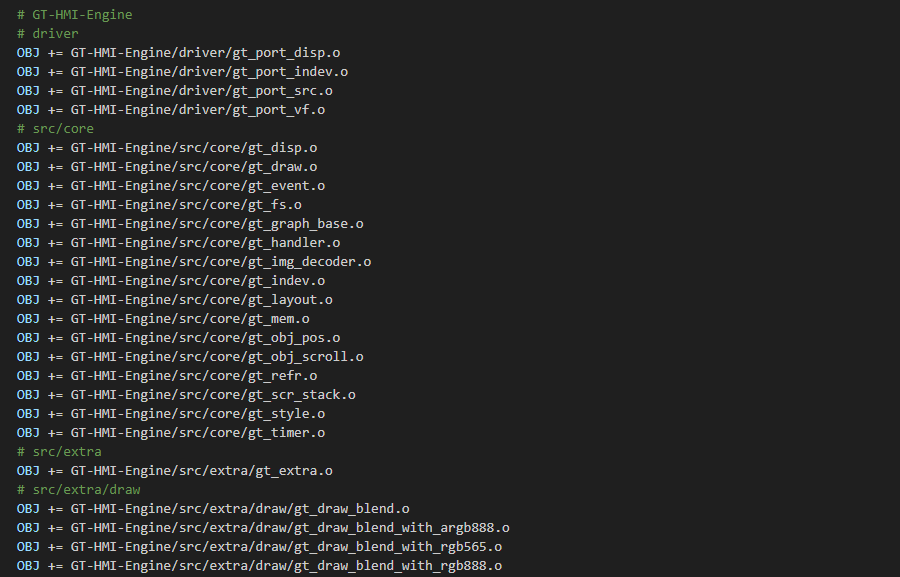 # GT-HMI-Engine
# driver
OBJ += GT-HMI-Engine/driver/gt_port_disp.o
OBJ += GT-HMI-Engine/driver/gt_port_indev.o
OBJ += GT-HMI-Engine/driver/gt_port_src.o
OBJ += GT-HMI-Engine/driver/gt_port_vf.o
# src/core
OBJ += GT-HMI-Engine/src/core/gt_disp.o
OBJ += GT-HMI-Engine/src/core/gt_draw.o
OBJ += GT-HMI-Engine/src/core/gt_event.o
OBJ += GT-HMI-Engine/src/core/gt_fs.o
OBJ += GT-HMI-Engine/src/core/gt_graph_base.o
OBJ += GT-HMI-Engine/src/core/gt_handler.o
OBJ += GT-HMI-Engine/src/core/gt_img_decoder.o
OBJ += GT-HMI-Engine/src/core/gt_indev.o
OBJ += GT-HMI-Engine/src/core/gt_layout.o
OBJ += GT-HMI-Engine/src/core/gt_mem.o
OBJ += GT-HMI-Engine/src/core/gt_obj_pos.o
OBJ += GT-HMI-Engine/src/core/gt_obj_scroll.o
OBJ += GT-HMI-Engine/src/core/gt_refr.o
OBJ += GT-HMI-Engine/src/core/gt_scr_stack.o
OBJ += GT-HMI-Engine/src/core/gt_style.o
OBJ += GT-HMI-Engine/src/core/gt_timer.o
# src/extra
OBJ += GT-HMI-Engine/src/extra/gt_extra.o
# src/extra/draw
OBJ += GT-HMI-Engine/src/extra/draw/gt_draw_blend.o
OBJ += GT-HMI-Engine/src/extra/draw/gt_draw_blend_with_argb888.o
OBJ += GT-HMI-Engine/src/extra/draw/gt_draw_blend_with_rgb565.o
OBJ += GT-HMI-Engine/src/extra/draw/gt_draw_blend_with_rgb888.o